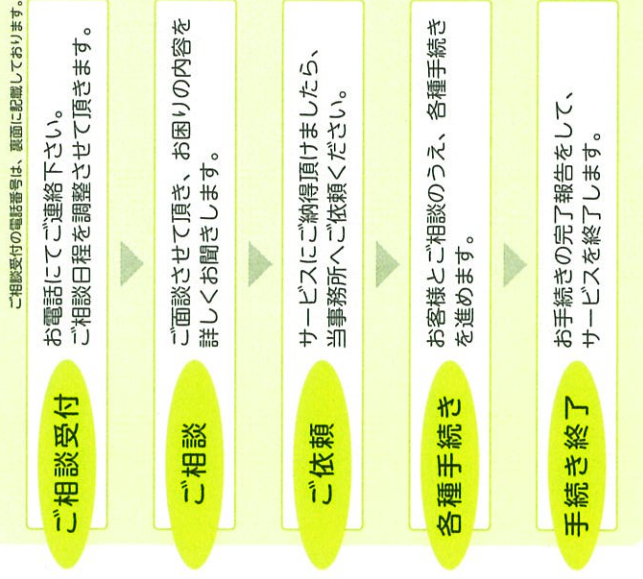 ご相談受付の電話番号は、裏面に記載しております。
ご相談受付
お電話にてご連絡下さい。
ご相談日程を調整させて頂きます。
ご相談
ご面談させて頂き、お困りの内容を
詳しくお聞きします。
ご依頼
サービスにご納得頂けましたら、
当事務所へご依頼ください。
各種手続き
お客様とご相談のうえ、各種手続き
を進めます。
手続き終了
お手続きの完了報告をして、
サービスを終了します。